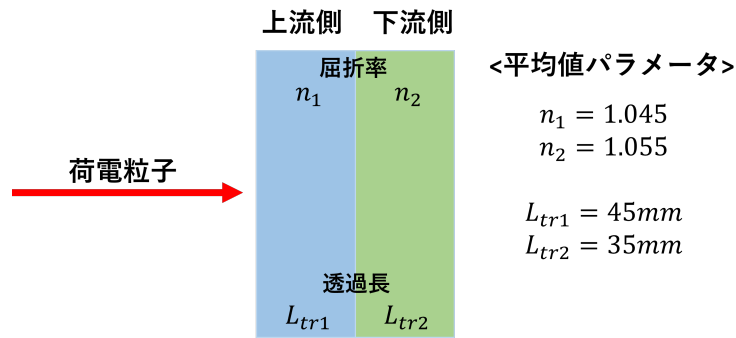 上流側 下流側
屈折率
n₁ n₂
荷電粒子
透過長
Lₜᵣ₁ Lₜᵣ₂
<平均値パラメータ>
n₁ = 1.045
n₂ = 1.055
Lₜᵣ₁ = 45mm
Lₜᵣ₂ = 35mm